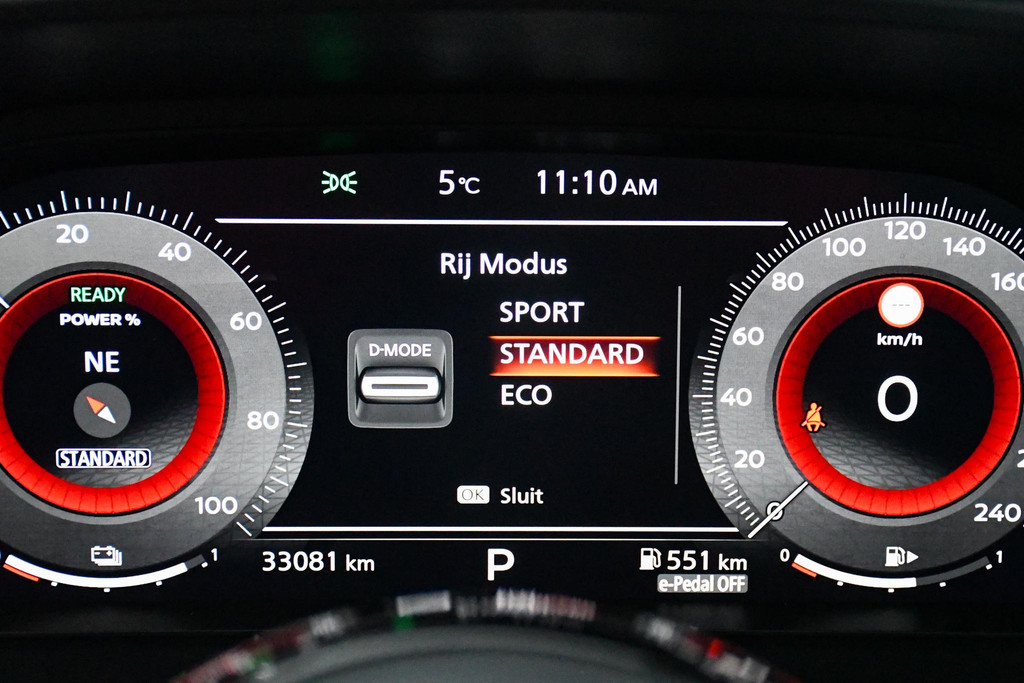 5°C 11:10 AM
20
40
60
80
100
READY
POWER %
NE
STANDARD
1
Rij Modus
D-MODE
SPORT
STANDARD
ECO
OK Sluit
33081 km
P
551 km
e-Pedal OFF
0
20
40
60
80
100
120
140
160
240
---
km/h
0
0
1